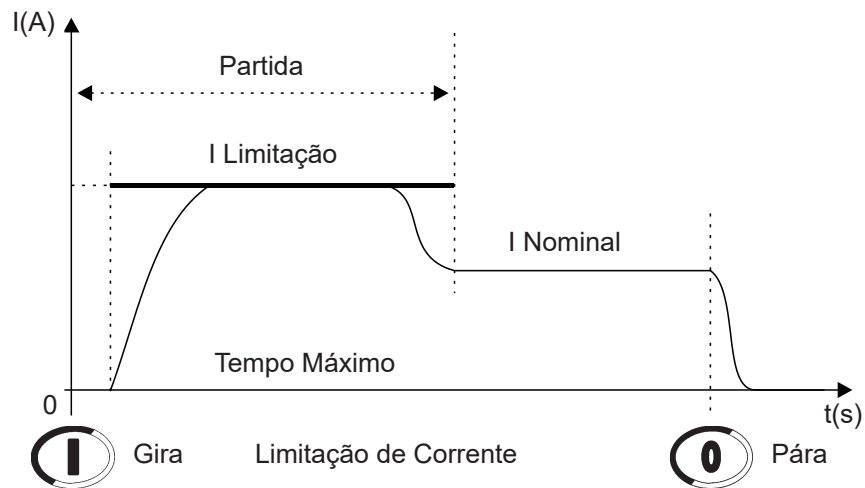 I(A)
Partida
I Limitação
I Nominal
Tempo Máximo
0
t(s)
I Gira
Limitação de Corrente
0 Pára